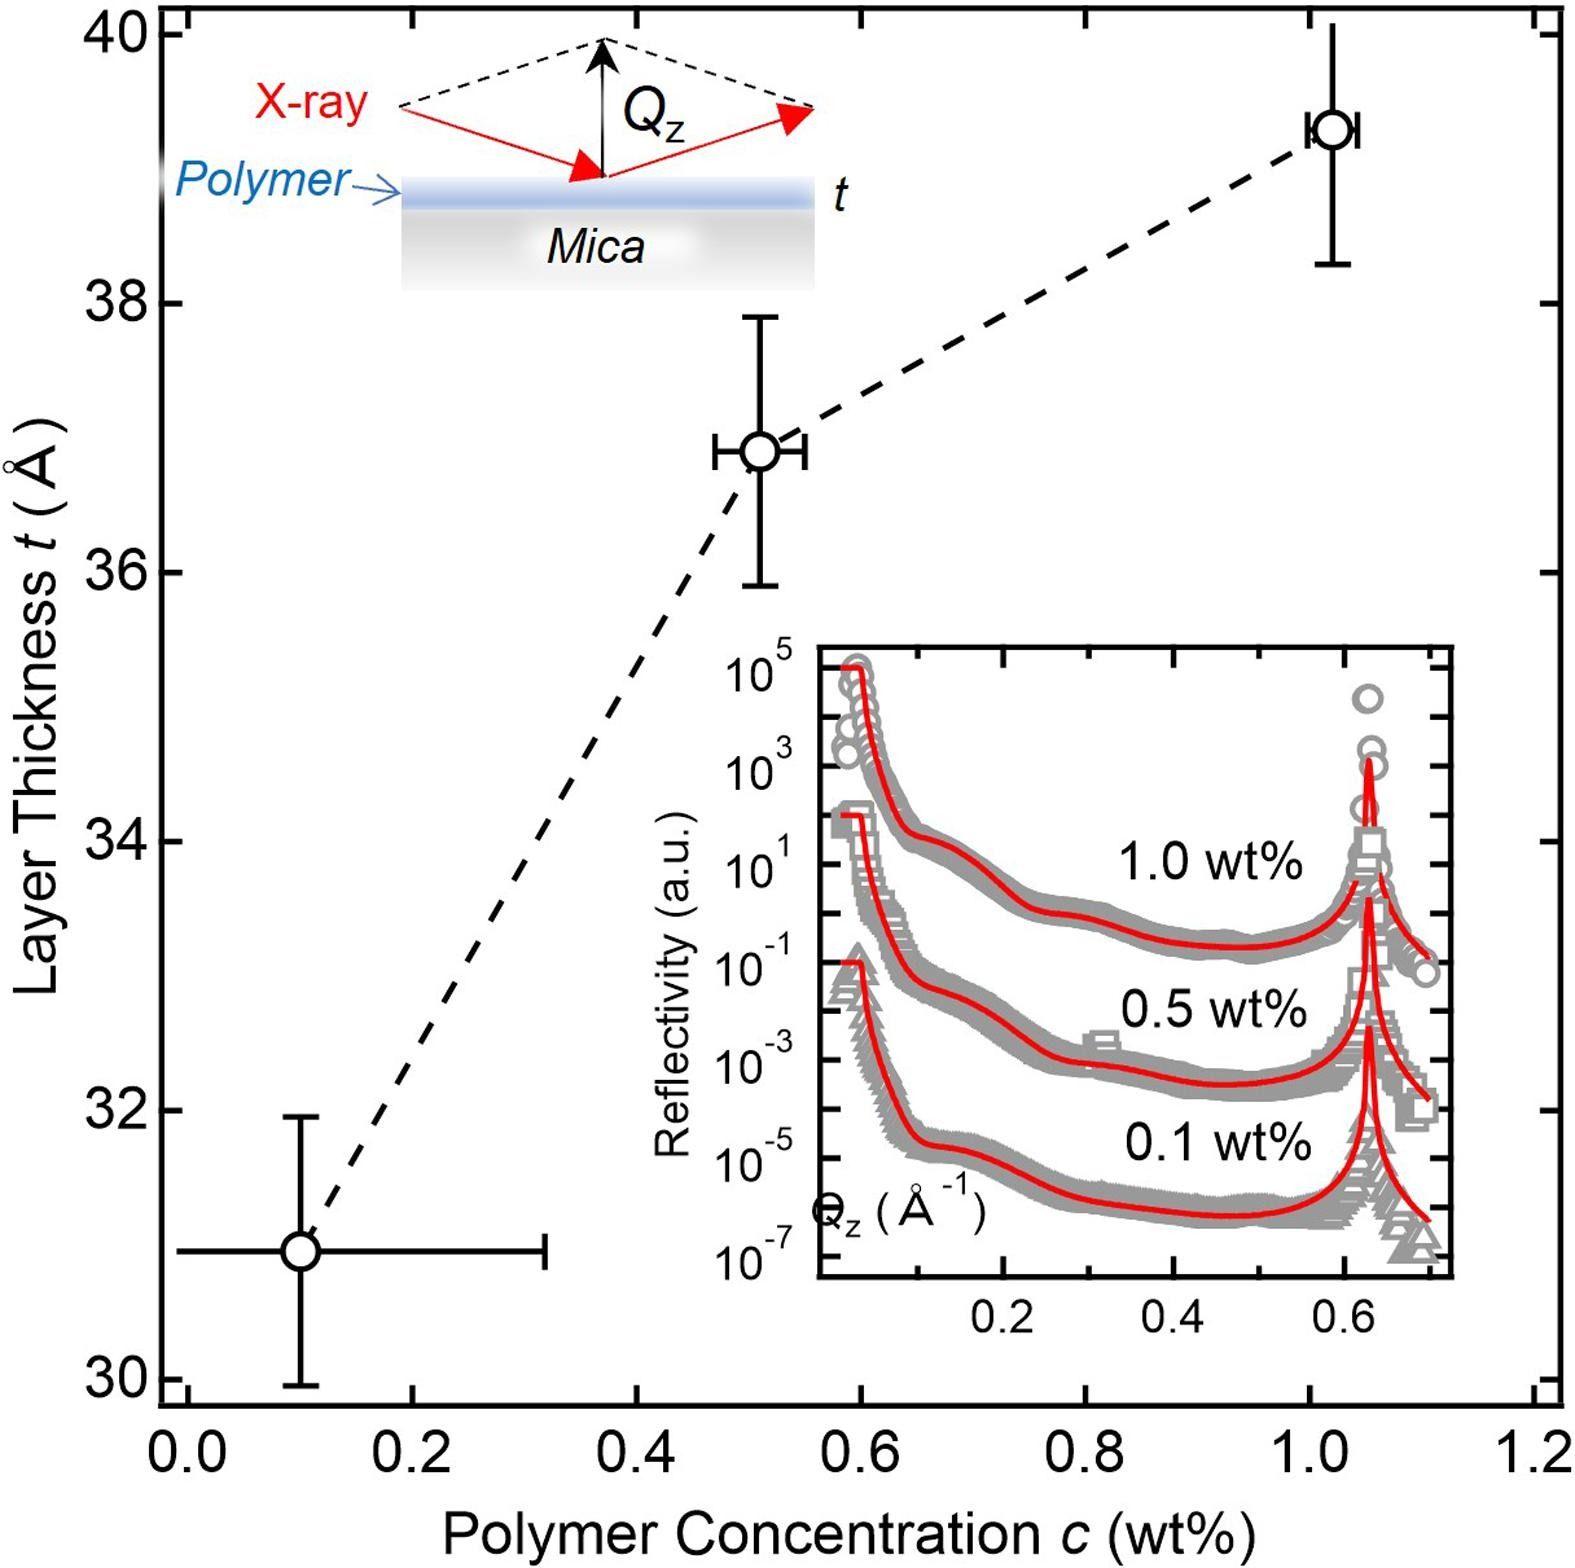 40
38
36
34
32
30
Layer Thickness t ( Å )
X-ray
Q_z
Polymer
t
Mica
10^5
10^3
10^1
10^-1
10^-3
10^-5
10^-7
Reflectivity (a.u.)
1.0 wt%
0.5 wt%
0.1 wt%
Q_z ( Å^-1)
0.2 0.4 0.6
0.0 0.2 0.4 0.6 0.8 1.0 1.2
Polymer Concentration c (wt%)